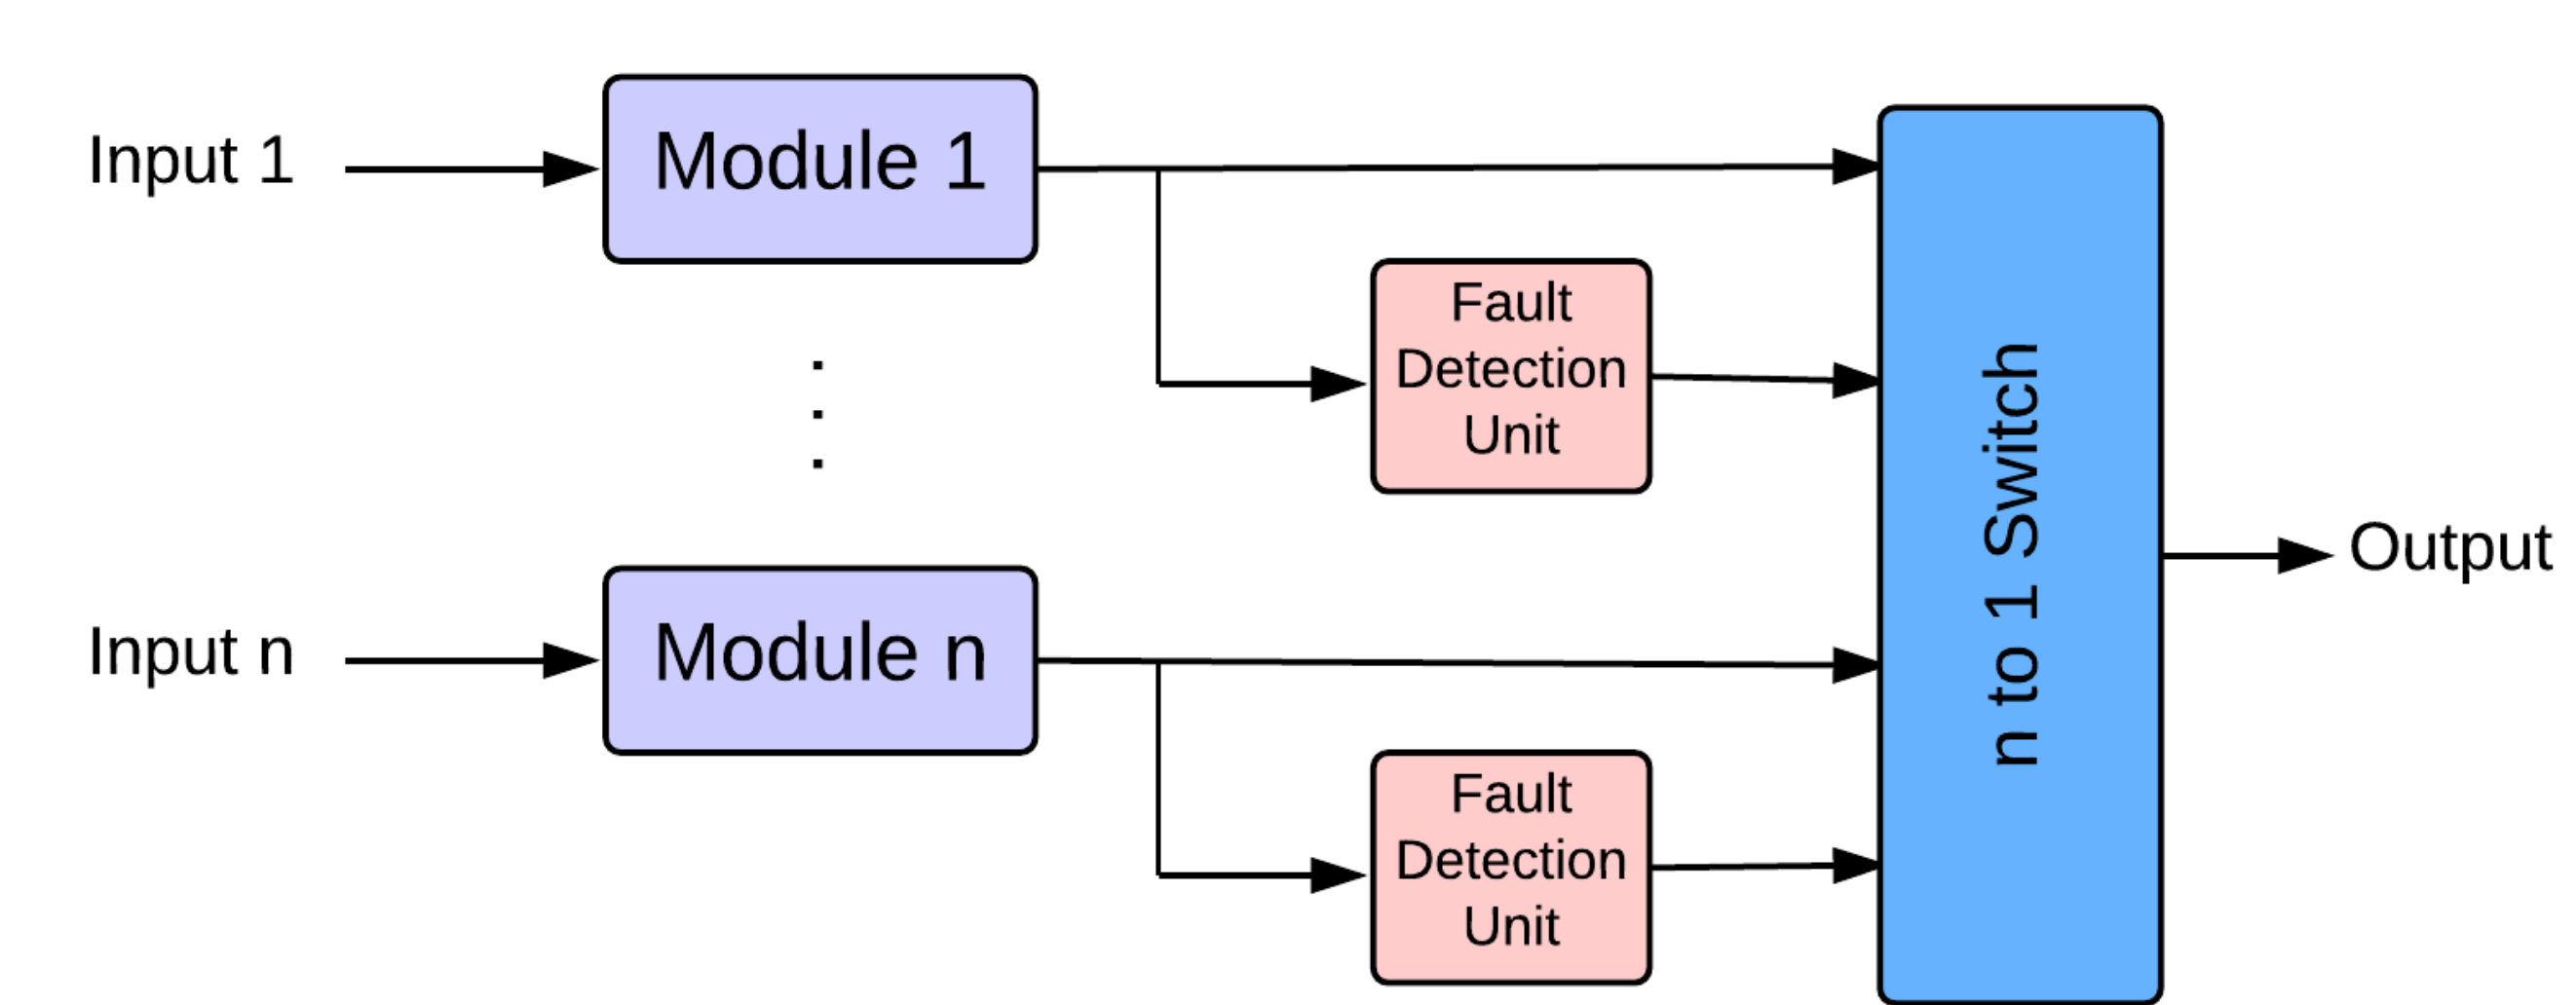 Input 1
Module 1
Fault
Detection
Unit
n to 1 Switch
Output
Input n
Module n
Fault
Detection
Unit